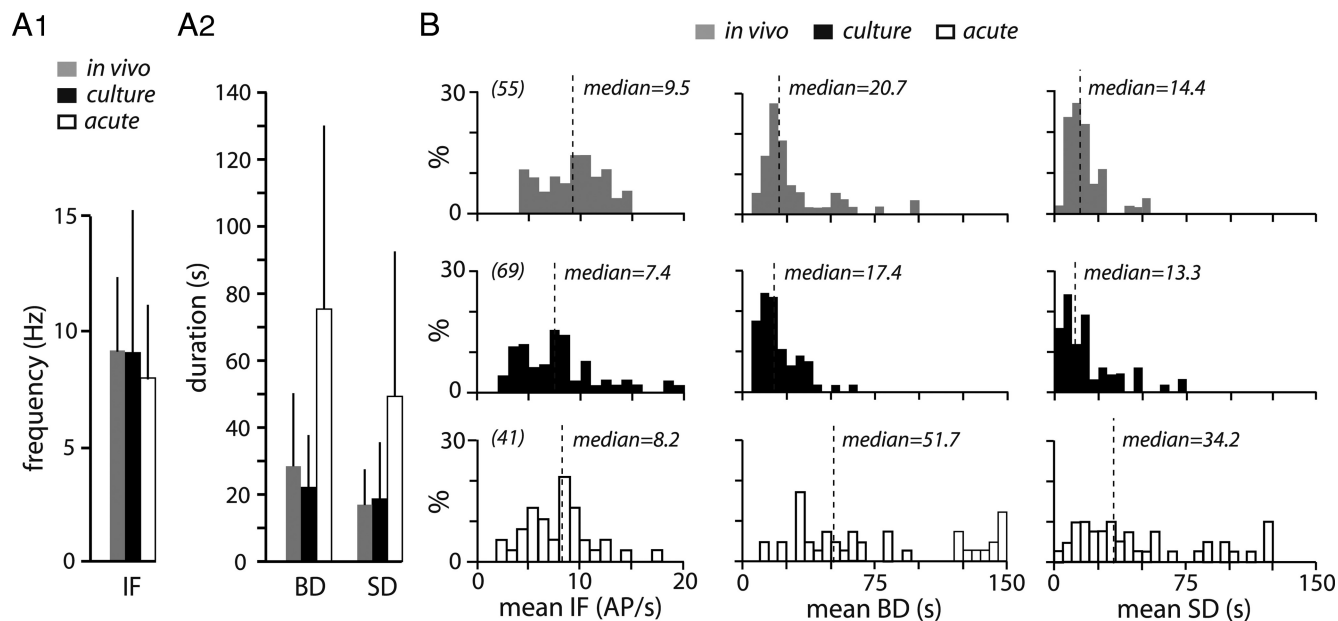 A1
A2
B
in vivo
culture
acute
in vivo
culture
acute
frequency (Hz)
15
10
5
0
IF
duration (s)
140
120
100
80
60
40
20
0
BD
SD
%
30
0
(55)
median=9.5
median=20.7
median=14.4
%
30
0
(69)
median=7.4
median=17.4
median=13.3
%
30
0
(41)
median=8.2
median=51.7
median=34.2
0
10
20
0
75
150
0
75
150
mean IF (AP/s)
mean BD (s)
mean SD (s)